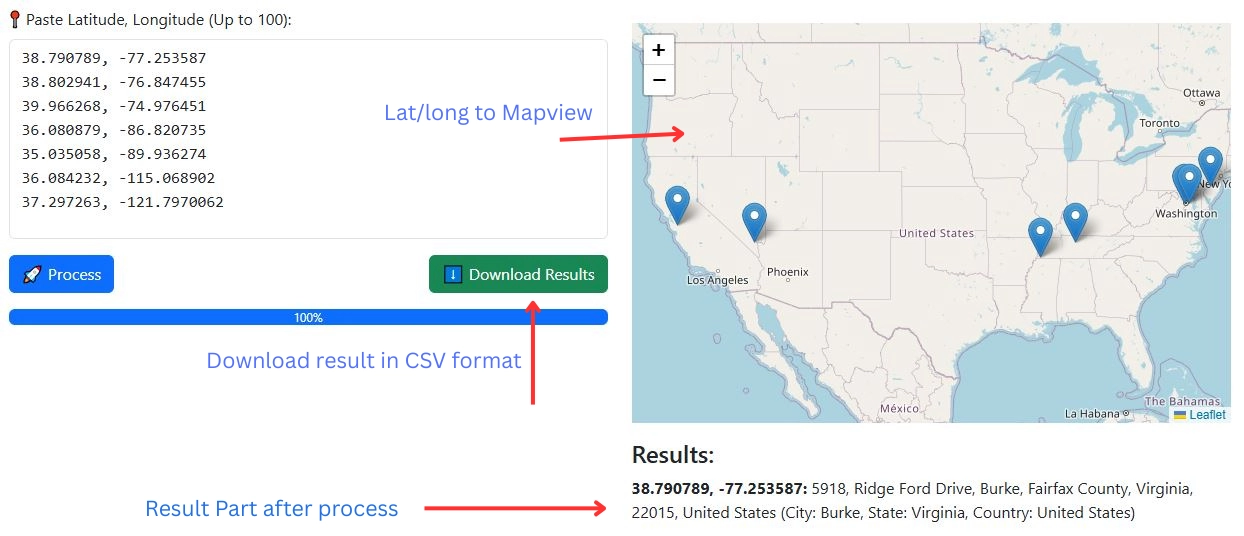 Paste Latitude, Longitude (Up to 100):
38.790789, -77.253587
38.802941, -76.847455
39.966268, -74.976451
36.080879, -86.820735
35.035058, -89.936274
36.084232, -115.068902
37.297263, -121.7970062
Lat/long to Mapview
Process
Download Results
100%
Download result in CSV format
Result Part after process
+
−
Ottawa
Toronto
New Yo
Washington
United States
Los Angeles
Phoenix
México
La Habana
The Bahamas
Leaflet
Results:
38.790789, -77.253587: 5918, Ridge Ford Drive, Burke, Fairfax County, Virginia,
22015, United States (City: Burke, State: Virginia, Country: United States)